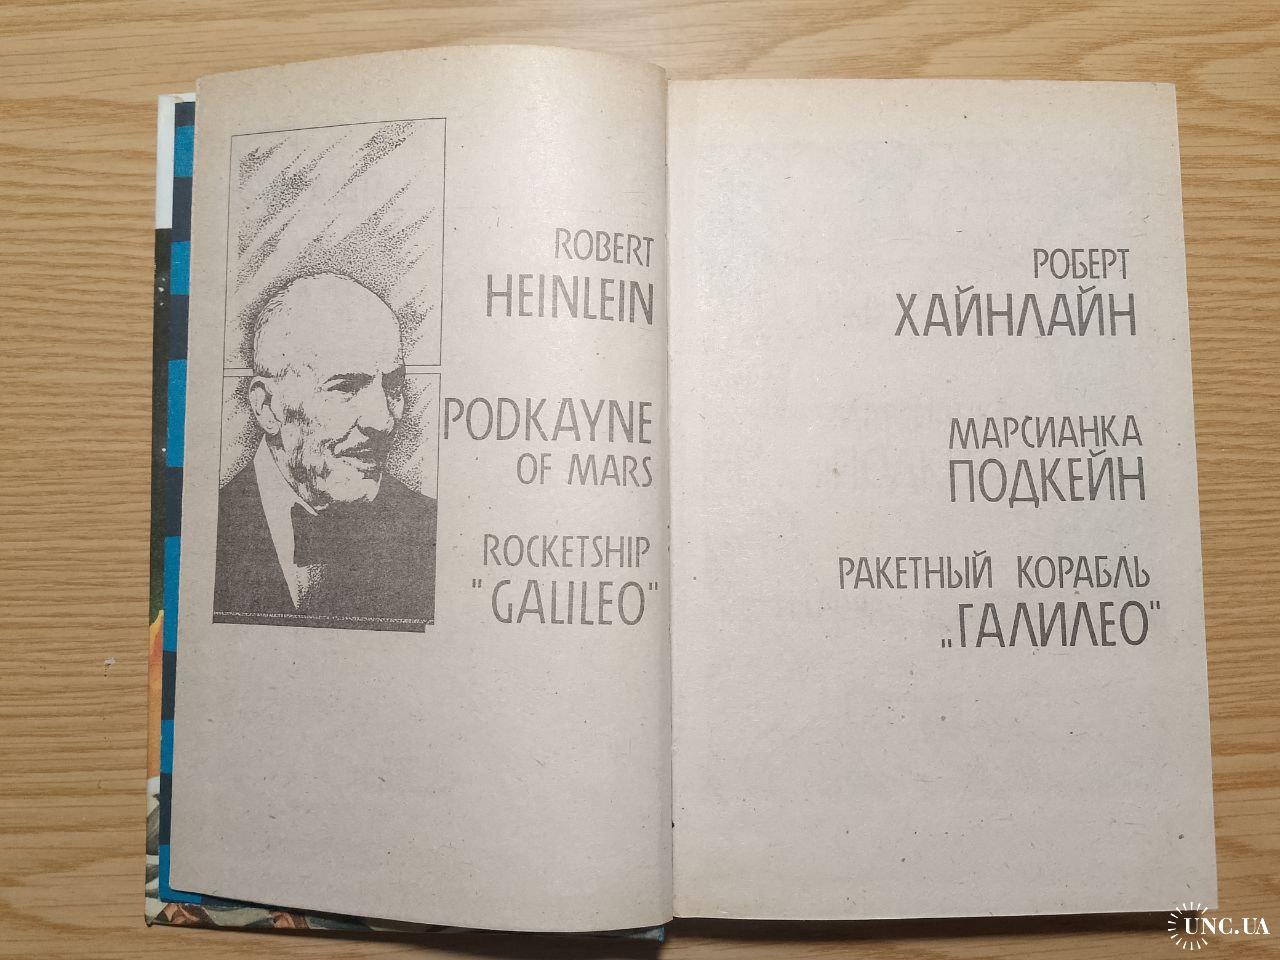 ROBERT
HEINLEIN
PODKAYNE
OF MARS
ROCKETSHIP
"GALILEO"
РОБЕРТ
ХАЙНЛАЙН
МАРСИАНКА
ПОДКЕЙН
РАКЕТНЫЙ КОРАБЛЬ
„ГАЛИЛЕО"
UNC.UA